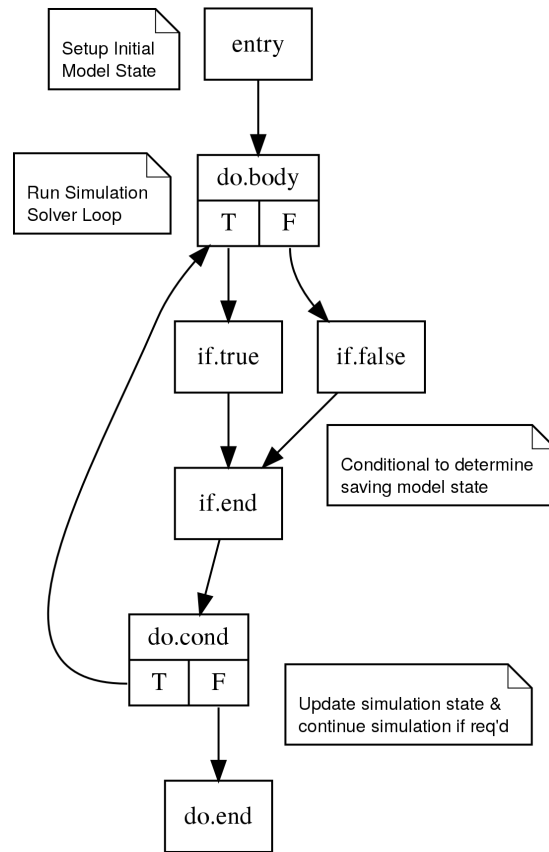 Setup Initial
Model State
entry
Run Simulation
Solver Loop
do.body
T
F
if.true
if.false
Conditional to determine
saving model state
if.end
do.cond
T
F
Update simulation state &
continue simulation if req'd
do.end